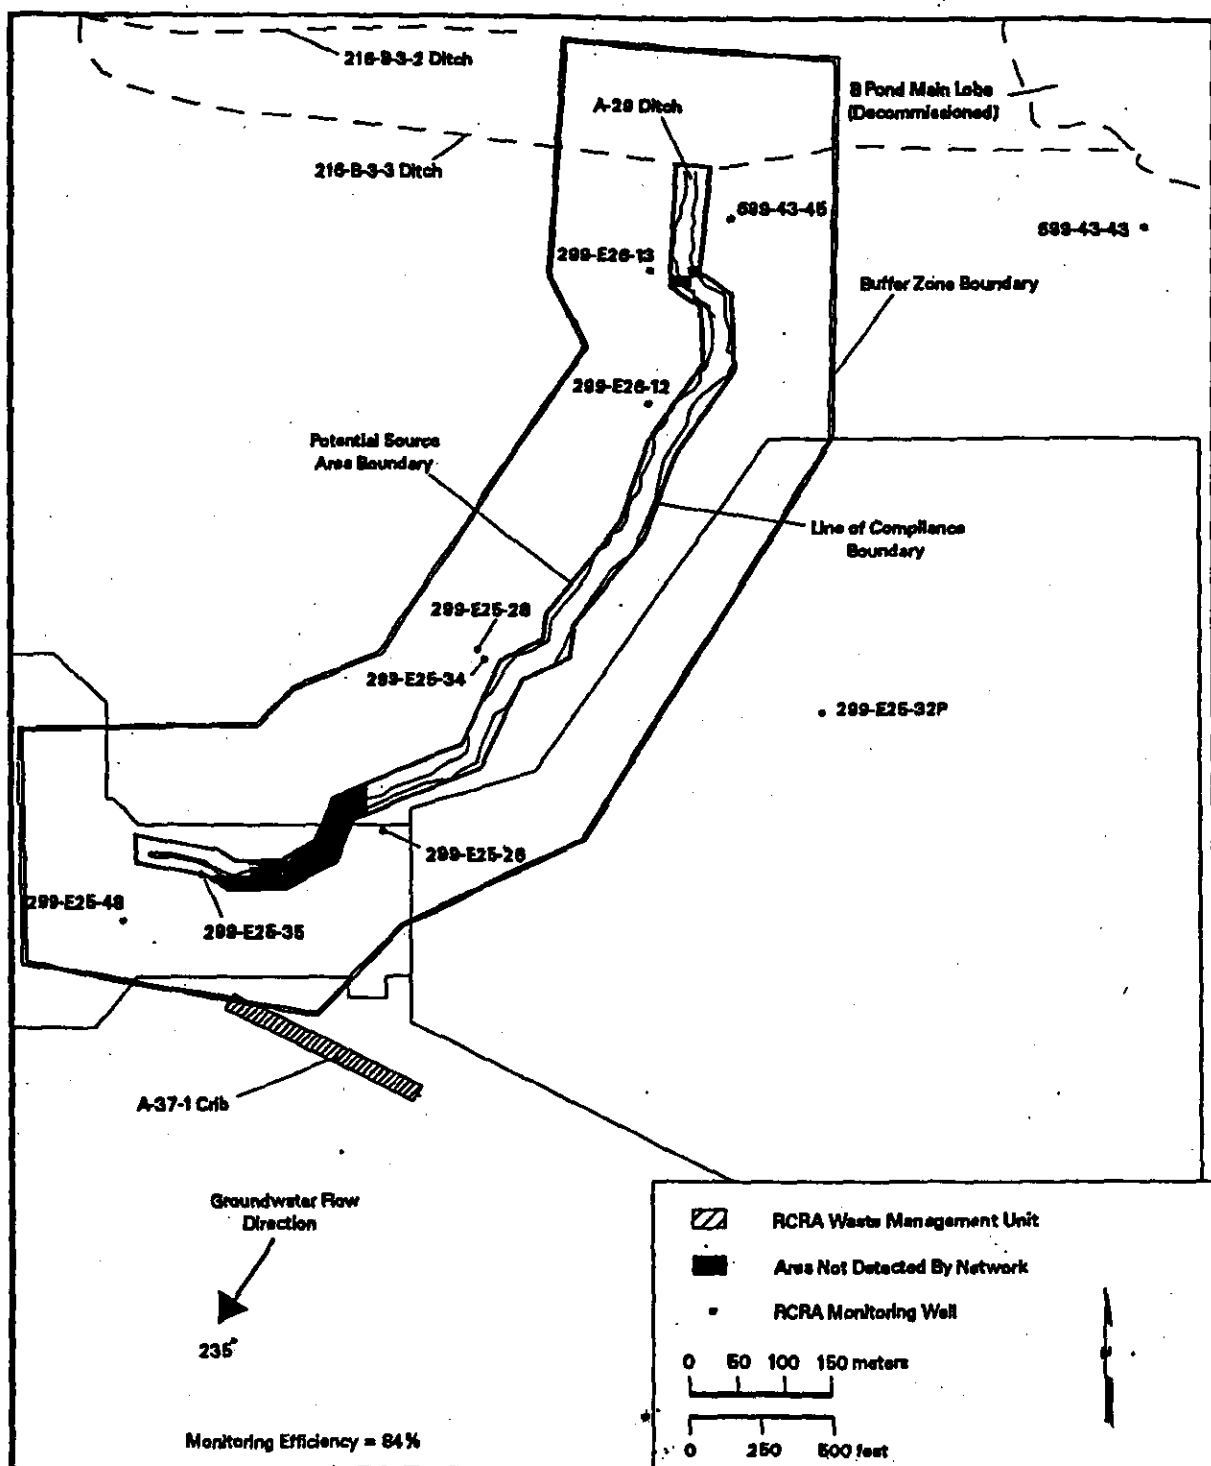 216-B-3-2 Ditch
B Pond Main Lobe
(Decommissioned)
A-29 Ditch
216-B-3-3 Ditch
699-43-45
699-43-43
299-E26-13
Buffer Zone Boundary
299-E26-12
Potential Source
Area Boundary
Line of Compliance
Boundary
299-E25-28
299-E25-34
299-E25-32P
299-E25-26
299-E25-48
299-E25-35
A-37-1 Crib
Groundwater Flow
Direction
235°
Monitoring Efficiency = 84%
RCRA Waste Management Unit
Area Not Detected By Network
RCRA Monitoring Well
0 50 100 150 meters
0 250 500 feet